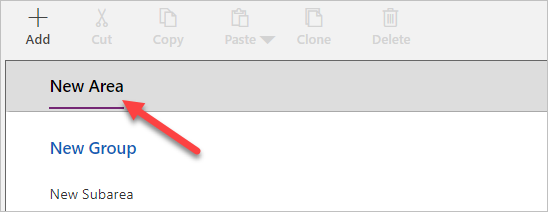 Add Cut Copy Paste Clone Delete
New Area
New Group
New Subarea